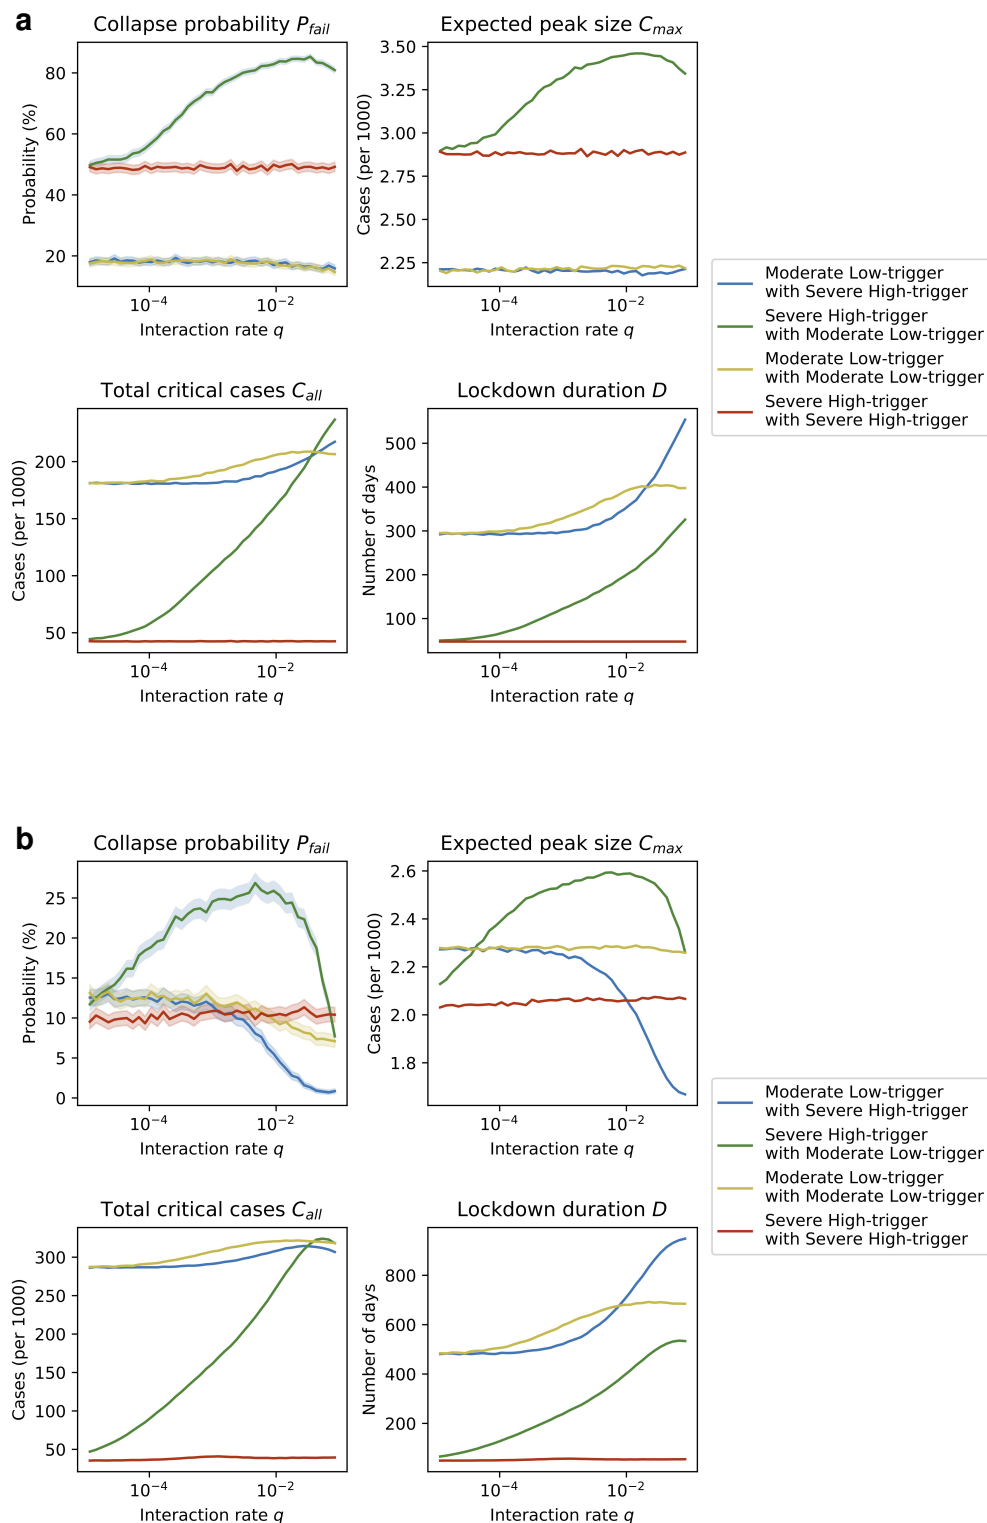 a
Collapse probability P_fail
Expected peak size C_max
Probability (%)
80
60
40
20
10^−4
10^−2
Interaction rate q
Cases (per 1000)
3.50
3.25
3.00
2.75
2.50
2.25
10^−4
10^−2
Interaction rate q
Moderate Low-trigger
with Severe High-trigger
Severe High-trigger
with Moderate Low-trigger
Moderate Low-trigger
with Moderate Low-trigger
Severe High-trigger
with Severe High-trigger
Total critical cases C_all
Lockdown duration D
Cases (per 1000)
200
150
100
50
10^−4
10^−2
Interaction rate q
Number of days
500
400
300
200
100
10^−4
10^−2
Interaction rate q
b
Collapse probability P_fail
Expected peak size C_max
Probability (%)
25
20
15
10
5
0
10^−4
10^−2
Interaction rate q
Cases (per 1000)
2.6
2.4
2.2
2.0
1.8
10^−4
10^−2
Interaction rate q
Moderate Low-trigger
with Severe High-trigger
Severe High-trigger
with Moderate Low-trigger
Moderate Low-trigger
with Moderate Low-trigger
Severe High-trigger
with Severe High-trigger
Total critical cases C_all
Lockdown duration D
Cases (per 1000)
300
250
200
150
100
50
10^−4
10^−2
Interaction rate q
Number of days
800
600
400
200
10^−4
10^−2
Interaction rate q